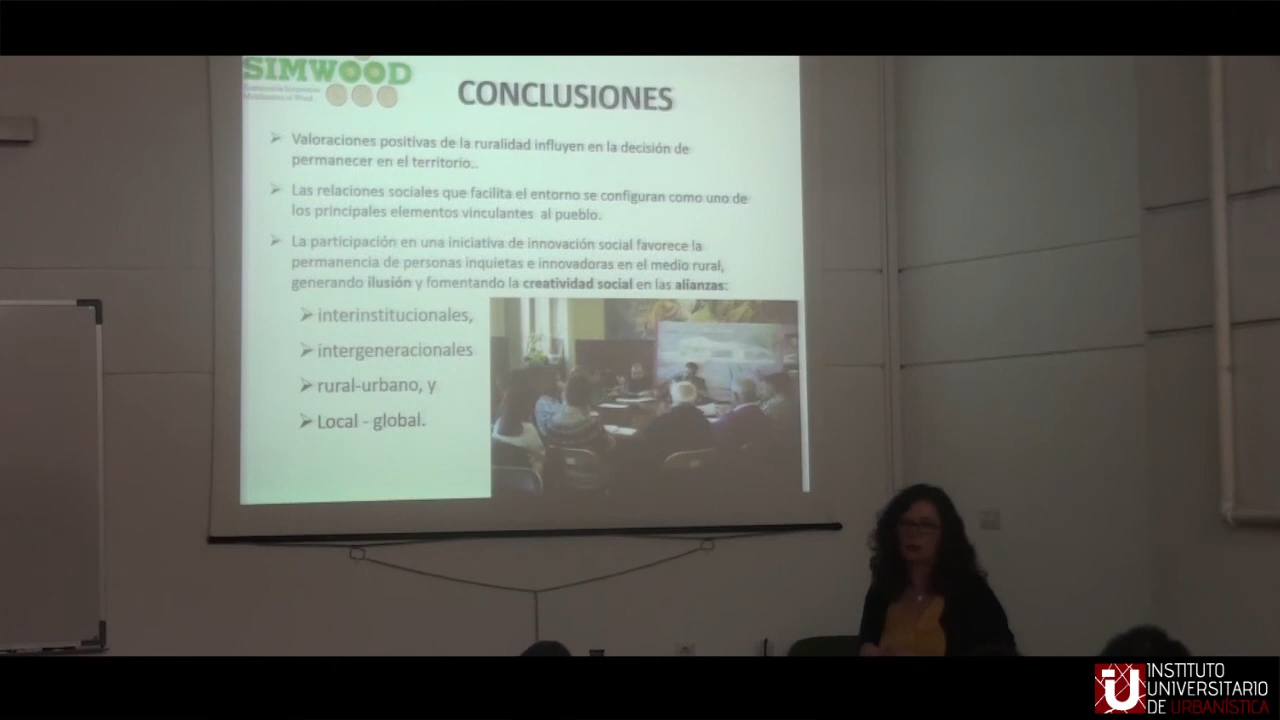 SIMWOOD
CONCLUSIONES
➢ Valoraciones positivas de la ruralidad influyen en la decisión de
permanecer en el territorio..
➢ Las relaciones sociales que facilita el entorno se configuran como uno de
los principales elementos vinculantes al pueblo.
➢ La participación en una iniciativa de innovación social favorece la
permanencia de personas inquietas e innovadoras en el medio rural,
generando ilusión y fomentando la creatividad social en las alianzas:
➢ interinstitucionales,
➢ intergeneracionales
➢ rural-urbano, y
➢ Local - global.
INSTITUTO
UNIVERSITARIO
DE URBANÍSTICA